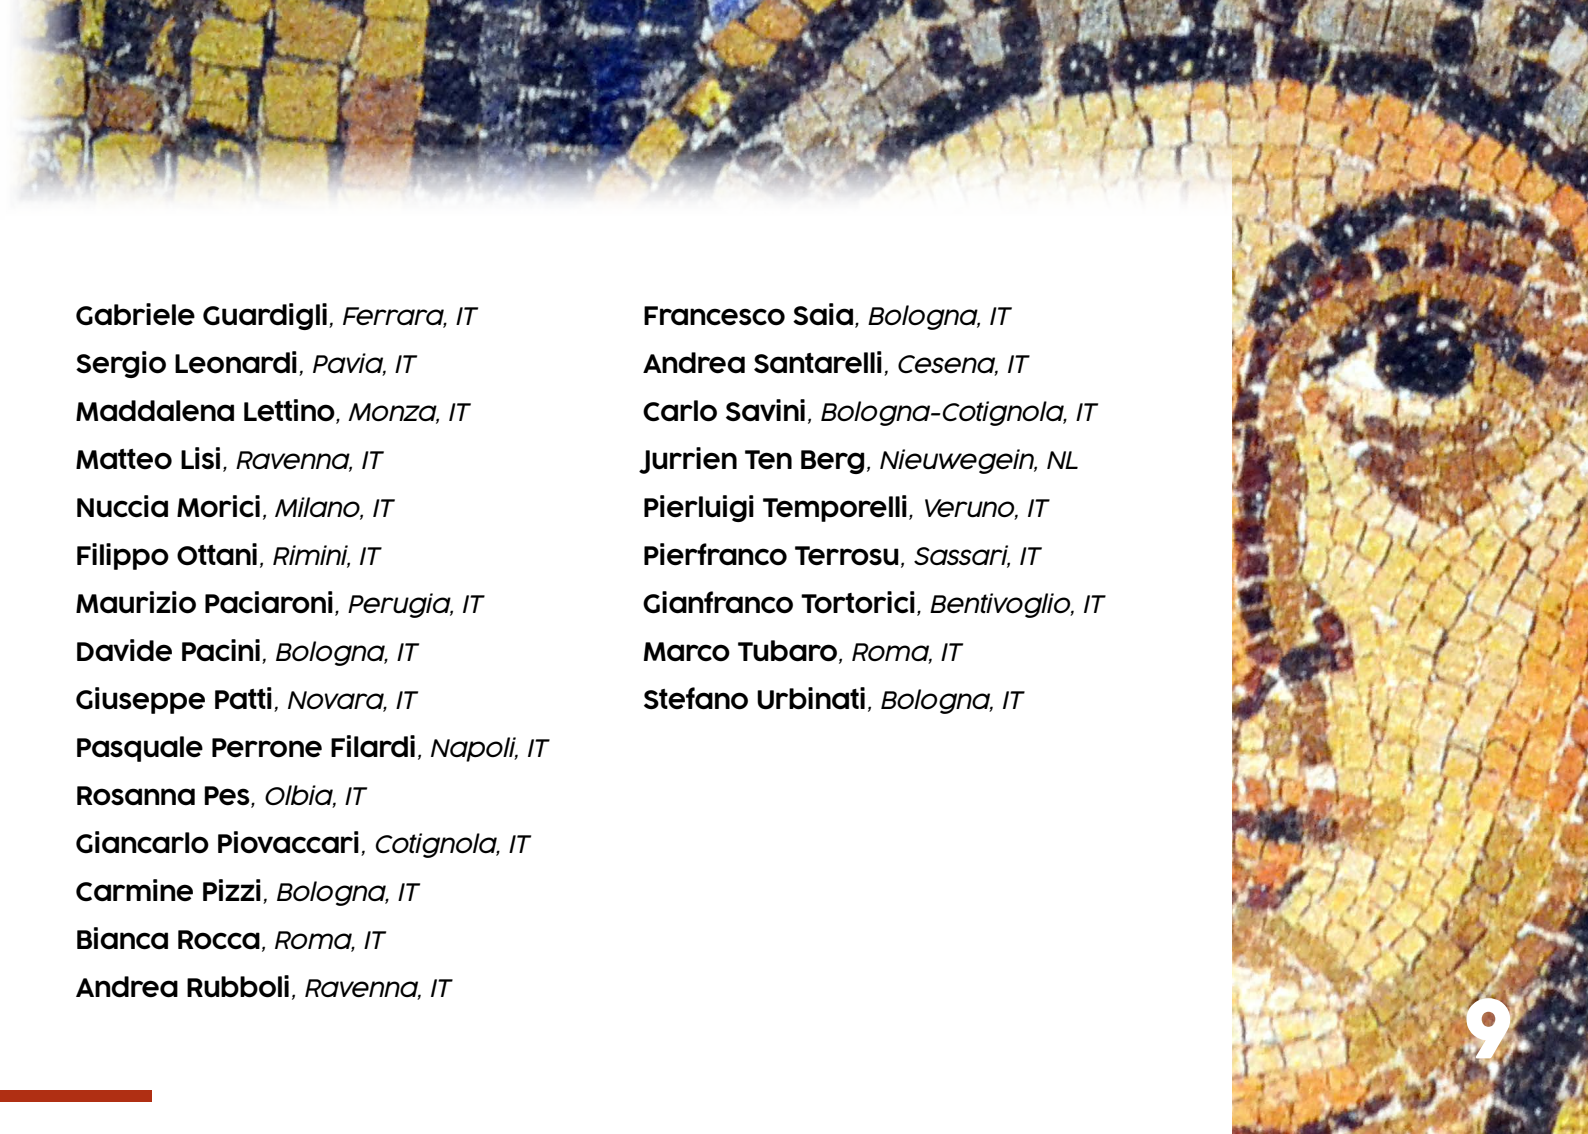 Gabriele Guardigli, Ferrara, IT
Sergio Leonardi, Pavia, IT
Maddalena Lettino, Monza, IT
Matteo Lisi, Ravenna, IT
Nuccia Morici, Milano, IT
Filippo Ottani, Rimini, IT
Maurizio Paciaroni, Perugia, IT
Davide Pacini, Bologna, IT
Giuseppe Patti, Novara, IT
Pasquale Perrone Filardi, Napoli, IT
Rosanna Pes, Olbia, IT
Giancarlo Piovaccari, Cotignola, IT
Carmine Pizzi, Bologna, IT
Bianca Rocca, Roma, IT
Andrea Rubboli, Ravenna, IT
Francesco Saia, Bologna, IT
Andrea Santarelli, Cesena, IT
Carlo Savini, Bologna-Cotignola, IT
Jurrien Ten Berg, Nieuwegein, NL
Pierluigi Temporelli, Veruno, IT
Pierfranco Terrosu, Sassari, IT
Gianfranco Tortorici, Bentivoglio, IT
Marco Tubaro, Roma, IT
Stefano Urbinati, Bologna, IT
9